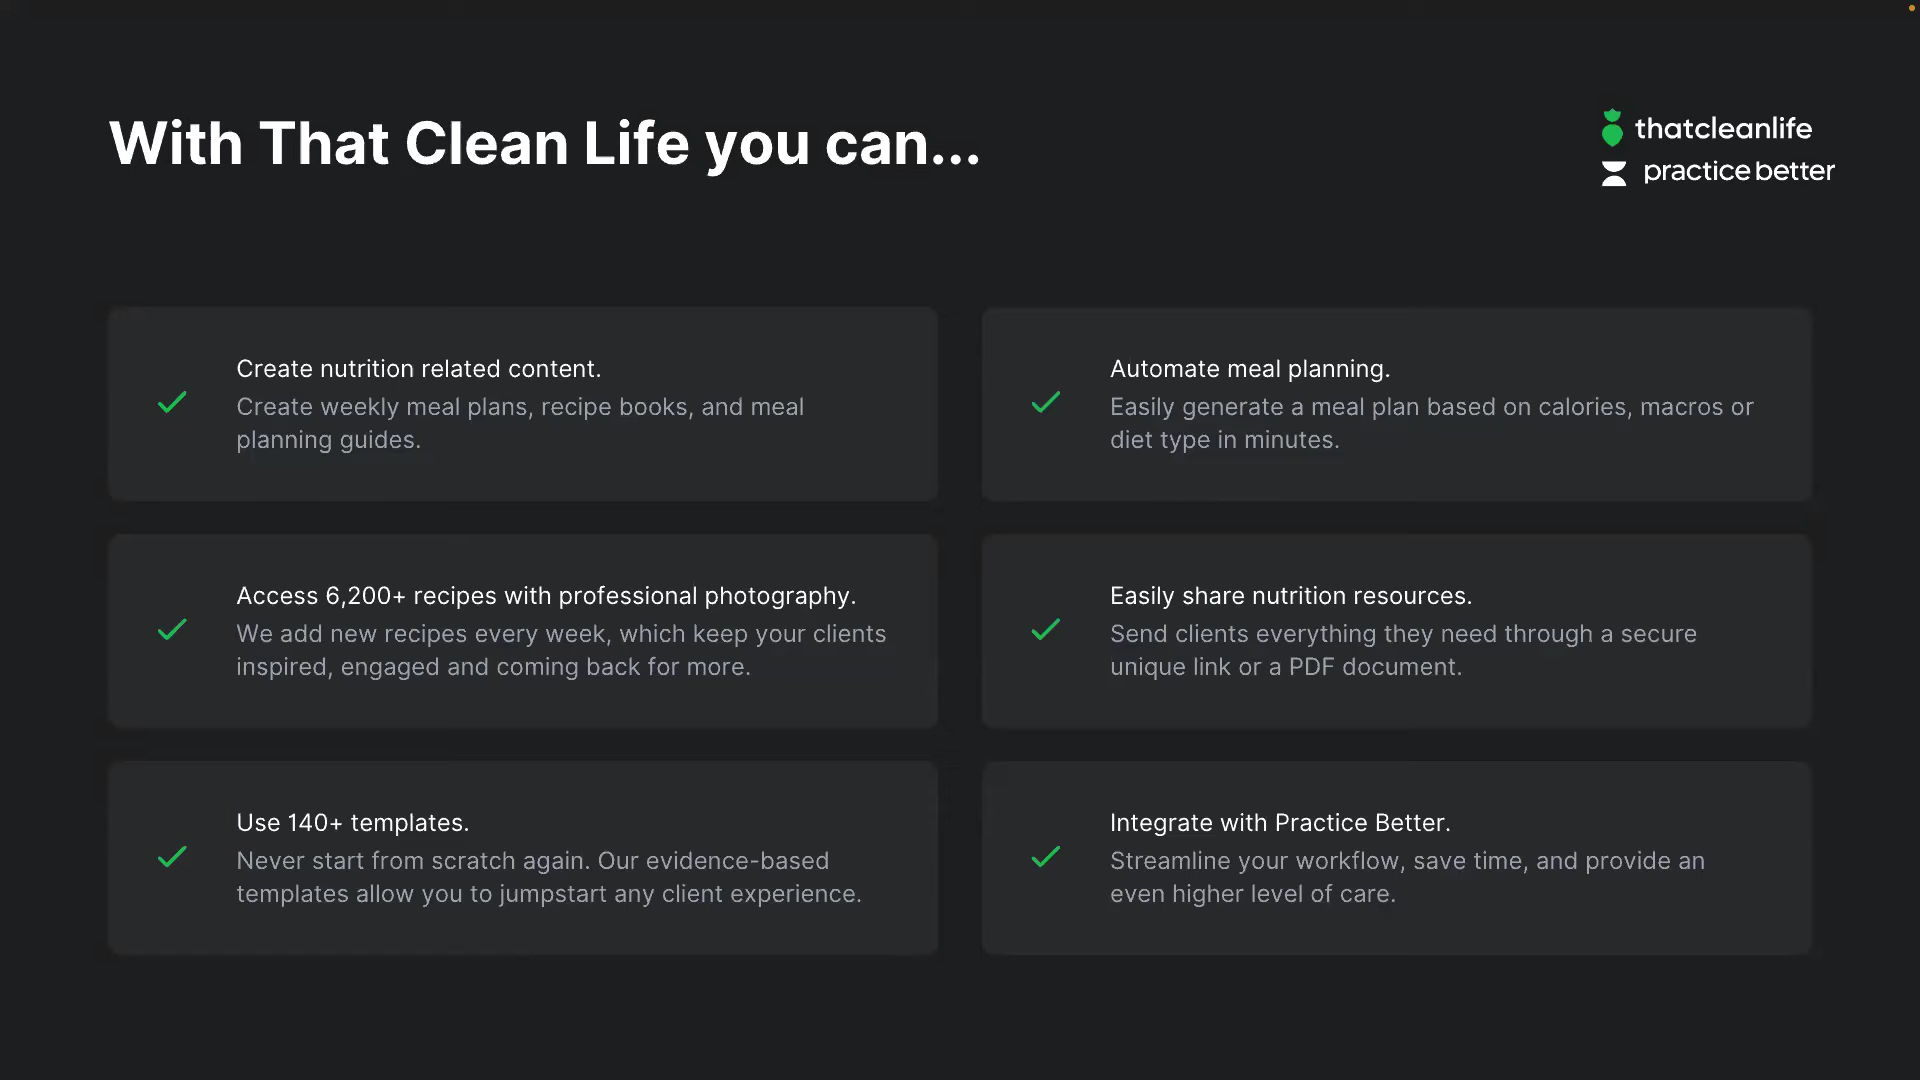 With That Clean Life you can...
thatcleanlife
practice better
Create nutrition related content.
Create weekly meal plans, recipe books, and meal
planning guides.
Automate meal planning.
Easily generate a meal plan based on calories, macros or
diet type in minutes.
Access 6,200+ recipes with professional photography.
We add new recipes every week, which keep your clients
inspired, engaged and coming back for more.
Easily share nutrition resources.
Send clients everything they need through a secure
unique link or a PDF document.
Use 140+ templates.
Never start from scratch again. Our evidence-based
templates allow you to jumpstart any client experience.
Integrate with Practice Better.
Streamline your workflow, save time, and provide an
even higher level of care.